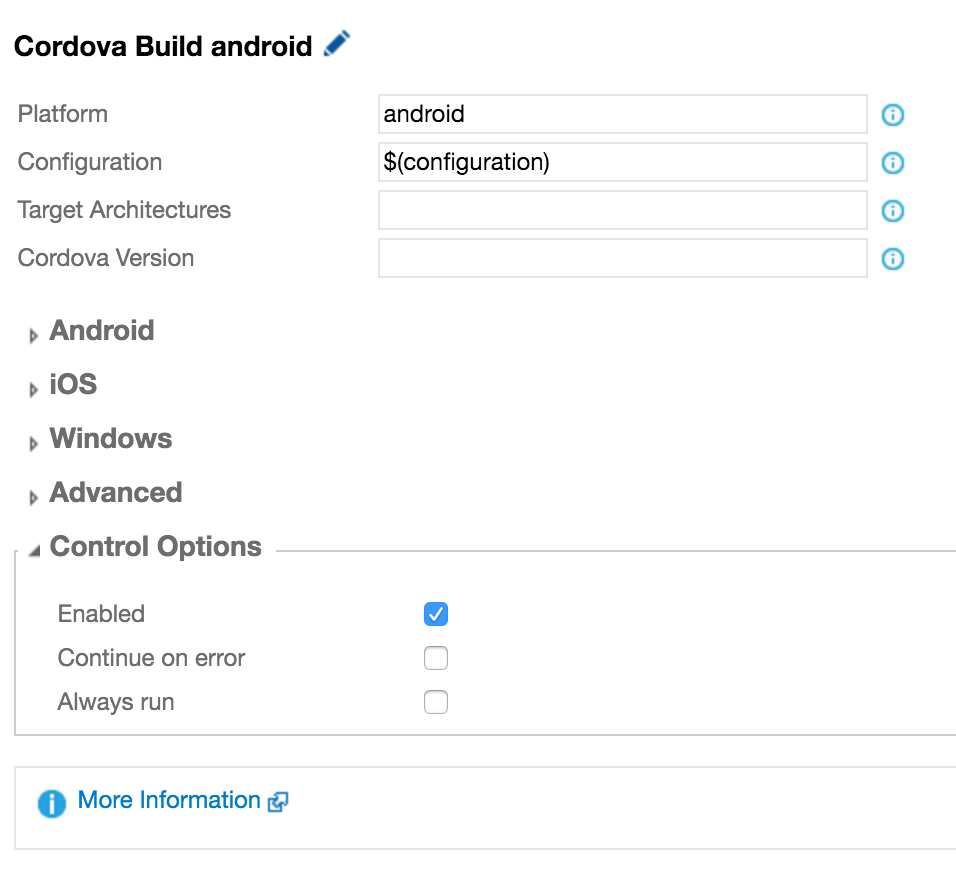 Cordova Build android
Platform android
Configuration $(configuration)
Target Architectures
Cordova Version
Android
iOS
Windows
Advanced
Control Options
Enabled
Continue on error
Always run
More Information